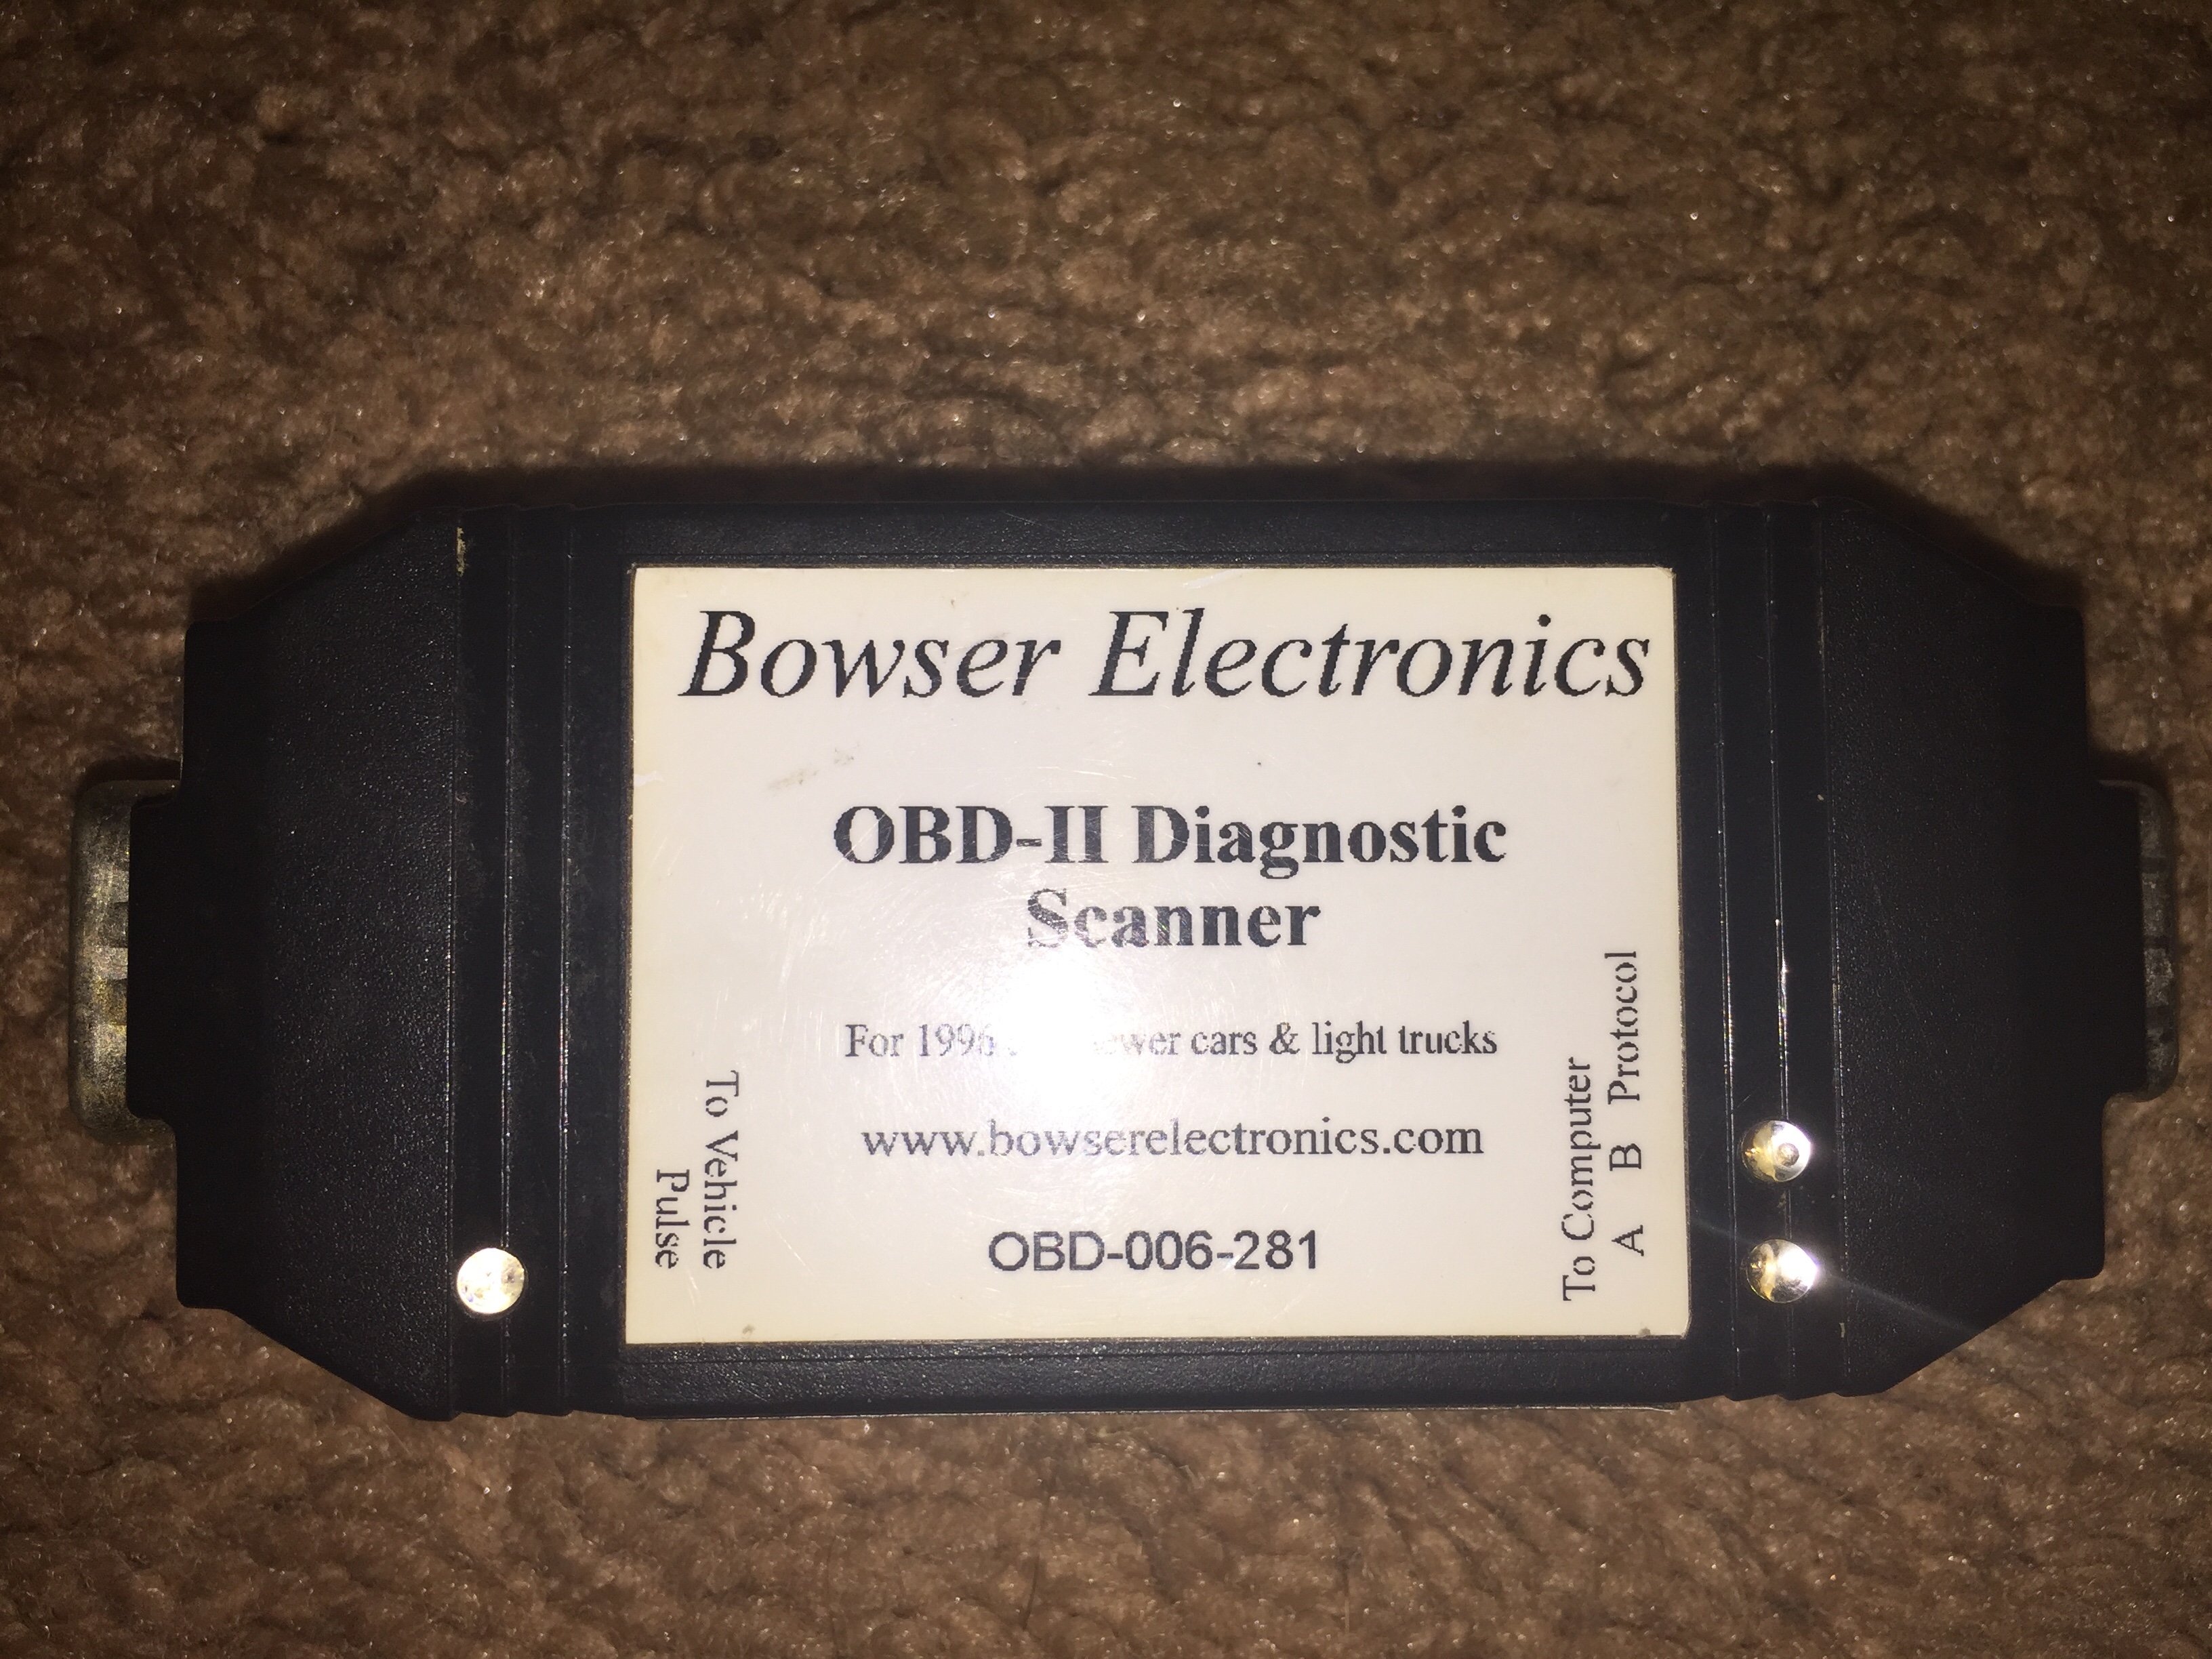 Bowser Electronics
OBD-II Diagnostic
Scanner
For 1996 cars & light trucks
www.bowserelectronics.com
OBD-006-281
To Vehicle
Pulse
To Computer
A B Protocol